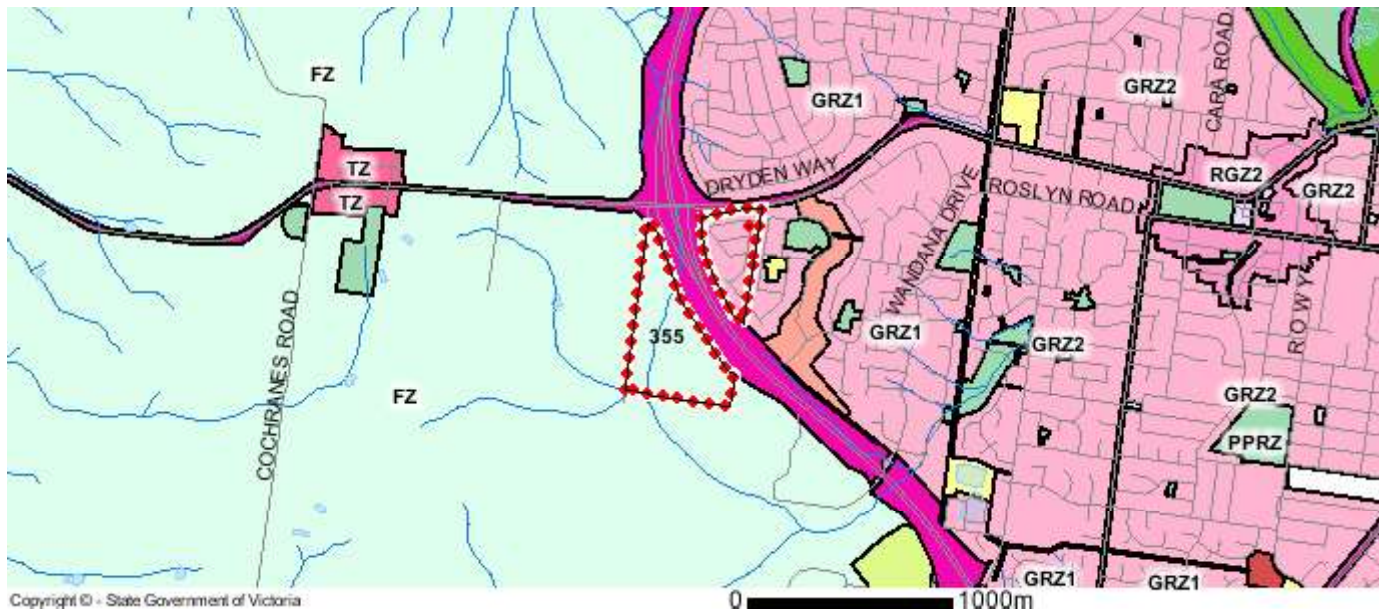 FZ
GRZ1
GRZ2
CARA ROAD
TZ
TZ
DRYDEN WAY
RGZ2
GRZ2
ROSLYN ROAD
WANDANA DRIVE
COCHRANES ROAD
355
GRZ1
GRZ2
ROWY
FZ
GRZ2
PPRZ
GRZ1
GRZ1
Copyright © - State Government of Victoria
0 1000m